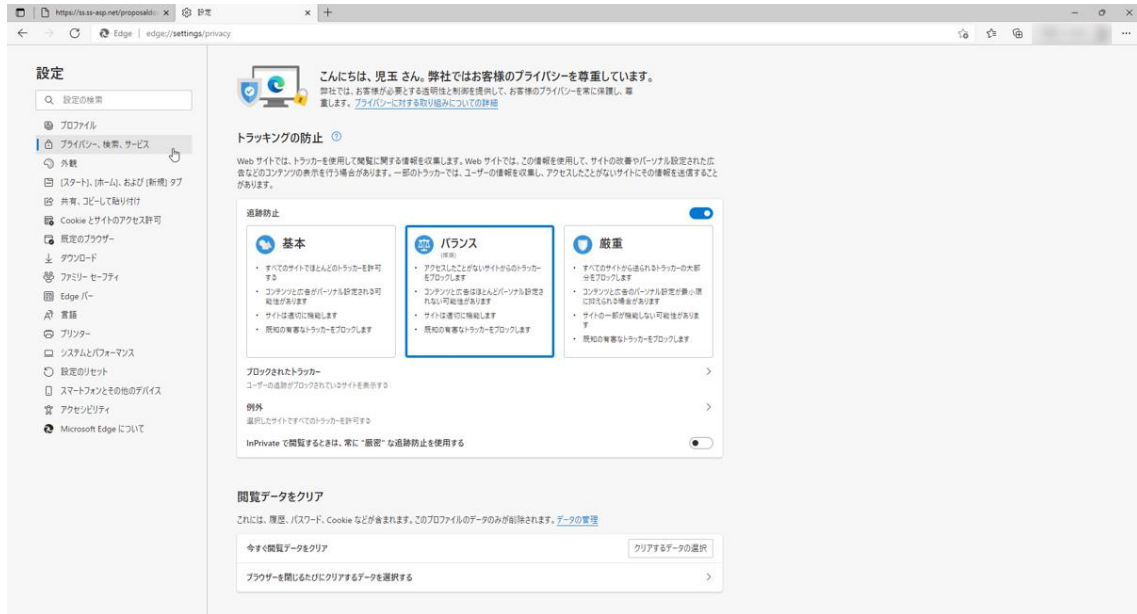 https://ss.ss-asp.net/proposaldo
設定
Edge | edge://settings/privacy
設定
設定の検索
プロファイル
プライバシー、検索、サービス
外観
[スタート]、[ホーム]、および [新規] タブ
共有、コピーして貼り付け
Cookie とサイトのアクセス許可
既定のブラウザー
ダウンロード
ファミリー セーフティ
Edge バー
言語
プリンター
システムとパフォーマンス
設定のリセット
スマートフォンとその他のデバイス
アクセシビリティ
Microsoft Edge について
こんにちは、児玉 さん。弊社ではお客様のプライバシーを尊重しています。
弊社では、お客様が必要とする透明性と制御を提供して、お客様のプライバシーを常に保護し、尊
重します。プライバシーに対する取り組みについての詳細
トラッキングの防止
Web サイトでは、トラッカーを使用して閲覧に関する情報を収集します。Web サイトでは、この情報を使用して、サイトの改善やパーソナル設定された広
告などのコンテンツの表示を行う場合があります。一部のトラッカーでは、ユーザーの情報を収集し、アクセスしたことがないサイトにその情報を送信すること
があります。
追跡防止
基本
・ すべてのサイトでほとんどのトラッカーを許可
する
・ コンテンツと広告がパーソナル設定される可
能性があります
・ サイトは適切に機能します
・ 既知の有害なトラッカーをブロックします
バランス
(推奨)
・ アクセスしたことがないサイトからのトラッカー
をブロックします
・ コンテンツと広告はほとんどパーソナル設定さ
れない可能性があります
・ サイトは適切に機能します
・ 既知の有害なトラッカーをブロックします
厳重
・ すべてのサイトから送られるトラッカーの大部
分をブロックします
・ コンテンツと広告のパーソナル設定が最小限
に抑えられる場合があります
・ サイトの一部が機能しない可能性がありま
す
・ 既知の有害なトラッカーをブロックします
ブロックされたトラッカー
ユーザーの追跡がブロックされているサイトを表示する
例外
選択したサイトですべてのトラッカーを許可する
InPrivate で閲覧するときは、常に "厳密" な追跡防止を使用する
閲覧データをクリア
これには、履歴、パスワード、Cookie などが含まれます。このプロファイルのデータのみが削除されます。データの管理
今すぐ閲覧データをクリア
クリアするデータの選択
ブラウザーを閉じるたびにクリアするデータを選択する